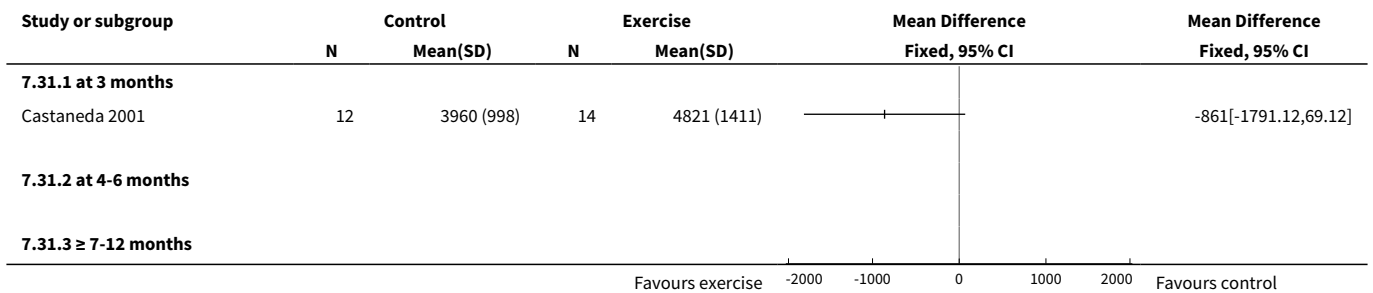 Study or subgroup Control Exercise Mean Difference Mean Difference
N Mean(SD) N Mean(SD) Fixed, 95% CI Fixed, 95% CI
7.31.1 at 3 months
Castaneda 2001 12 3960 (998) 14 4821 (1411) -861[-1791.12,69.12]
7.31.2 at 4-6 months
7.31.3 ≥ 7-12 months
Favours exercise -2000 -1000 0 1000 2000 Favours control